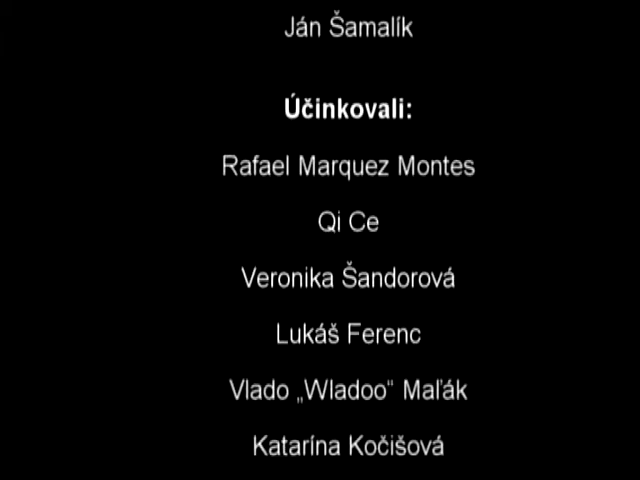 Ján Šamalík
Účinkovali:
Rafael Marquez Montes
Qi Ce
Veronika Šandorová
Lukáš Ferenc
Vlado „Wladoo“ Maľák
Katarína Kočišová